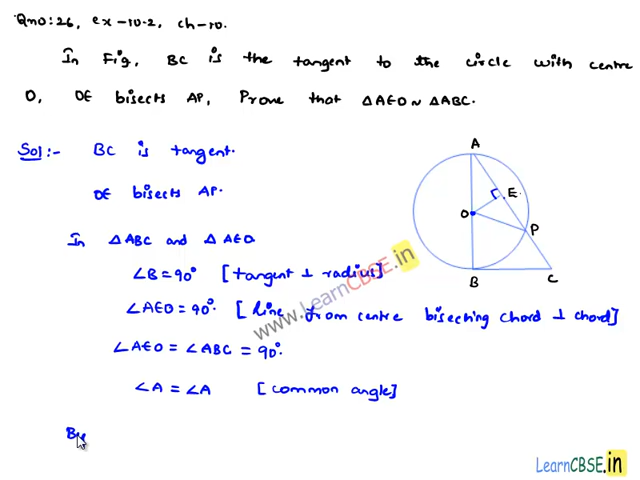 Qno:26, ex-10.2, ch-10.
In Fig, BC is the tangent to the circle with centre
O, OE bisects AP, Prove that ΔAEO ~ ΔABC.
Sol:- BC is tangent.
OE bisects AP.
In ΔABC and ΔAEO
∠B = 90° [tangent ⊥ radius]
∠AEO = 90° [line from centre bisecting chord ⊥ chord]
∠AEO = ∠ABC = 90°
∠A = ∠A [common angle]
By
A
E
O
P
B
C
www.LearnCBSE.in
LearnCBSE.in